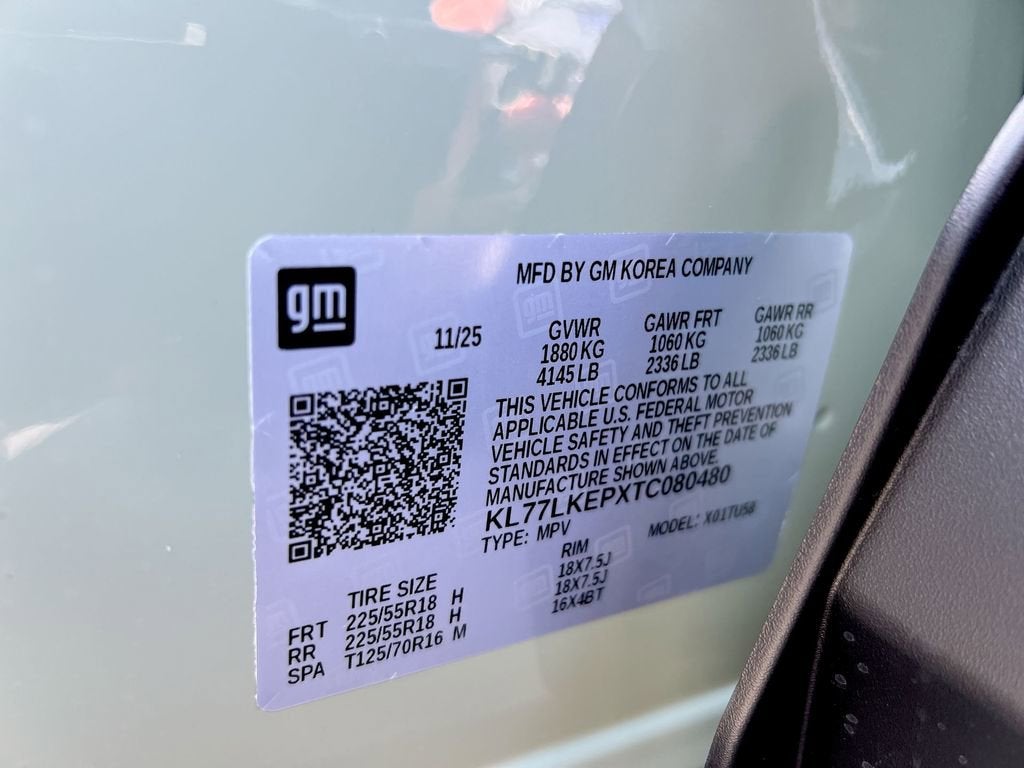 gm
MFD BY GM KOREA COMPANY
11/25
GVWR GAWR FRT GAWR RR
1880 KG 1060 KG 1060 KG
4145 LB 2336 LB 2336 LB
THIS VEHICLE CONFORMS TO ALL
APPLICABLE U.S. FEDERAL MOTOR
VEHICLE SAFETY AND THEFT PREVENTION
STANDARDS IN EFFECT ON THE DATE OF
MANUFACTURE SHOWN ABOVE.
KL77LKEPXTC080480
TYPE: MPV MODEL: X01TU58
TIRE SIZE RIM
FRT 225/55R18 H 18X7.5J
RR 225/55R18 H 18X7.5J
SPA T125/70R16 M 16X4BT